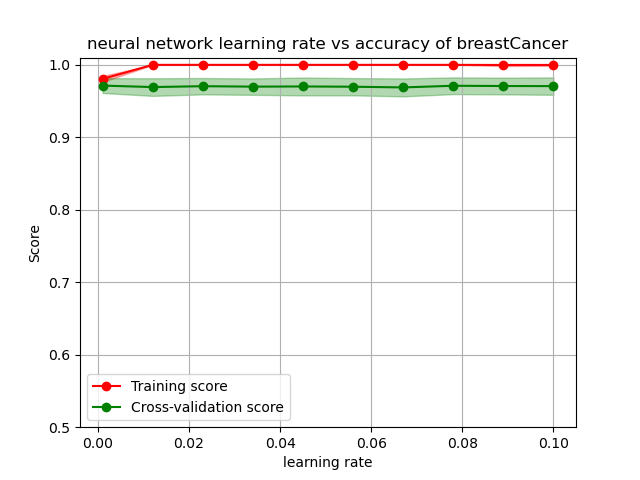 neural network learning rate vs accuracy of breastCancer
1.0
0.9
0.8
0.7
0.6
0.5
Score
Training score
Cross-validation score
0.00 0.02 0.04 0.06 0.08 0.10
learning rate